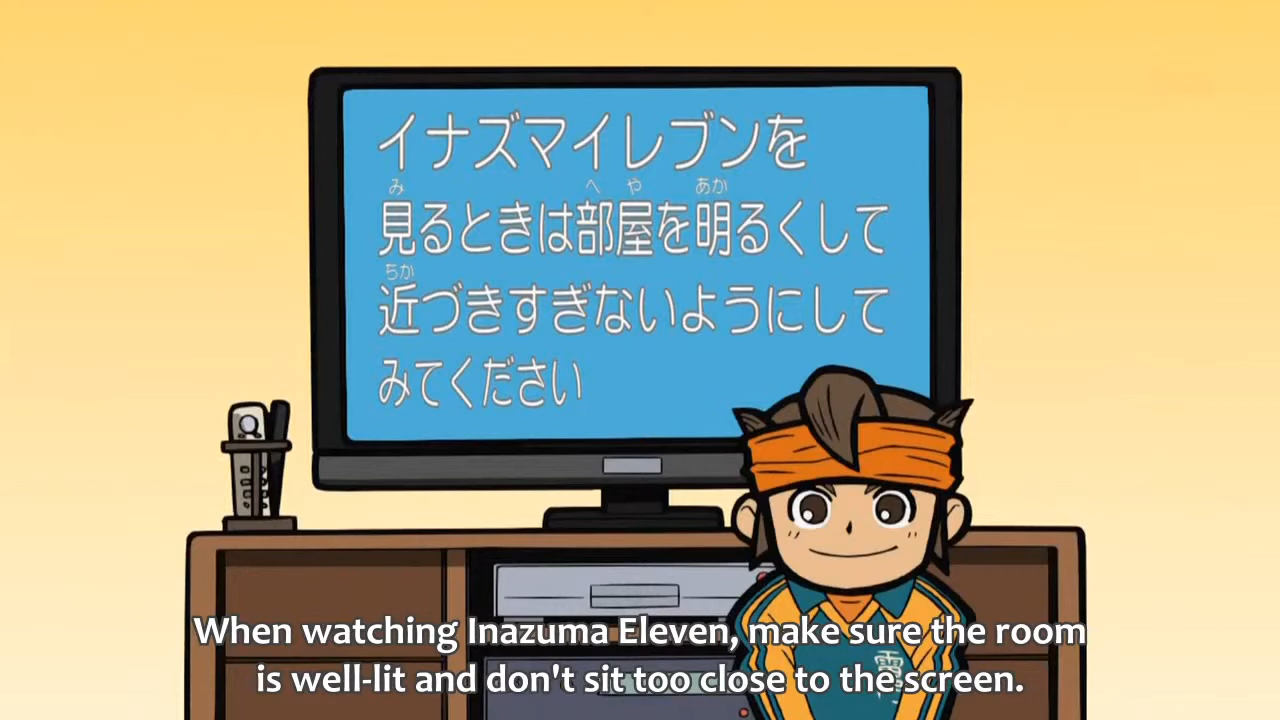 イナズマイレブンを
見るときは部屋を明るくして
近づきすぎないようにして
みてください
When watching Inazuma Eleven, make sure the room
is well-lit and don't sit too close to the screen.